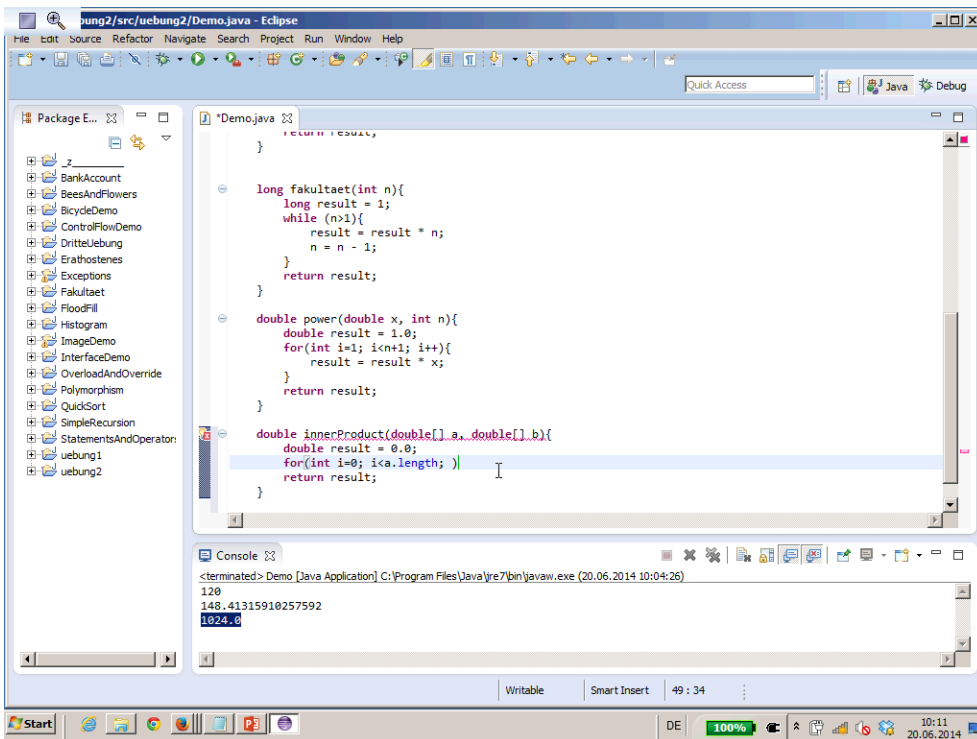 bung2/src/uebung2/Demo.java - Eclipse
File Edit Source Refactor Navigate Search Project Run Window Help
Quick Access
Java
Debug
Package E...
_z_________
BankAccount
BeesAndFlowers
BicycleDemo
ControlFlowDemo
DritteUebung
Erathostenes
Exceptions
Fakultaet
FloodFill
Histogram
ImageDemo
InterfaceDemo
OverloadAndOverride
Polymorphism
QuickSort
SimpleRecursion
StatementsAndOperator
uebung1
uebung2
*Demo.java
return result;
}
long fakultaet(int n){
long result = 1;
while (n>1){
result = result * n;
n = n - 1;
}
return result;
}
double power(double x, int n){
double result = 1.0;
for(int i=1; i<n+1; i++){
result = result * x;
}
return result;
}
double innerProduct(double[] a, double[] b){
double result = 0.0;
for(int i=0; i<a.length; )
return result;
}
Console
<terminated> Demo [Java Application] C:\Program Files\Java\jre7\bin\javaw.exe (20.06.2014 10:04:26)
120
148.41315910257592
1024.0
Writable
Smart Insert
49 : 34
Start
DE
100%
10:11
20.06.2014